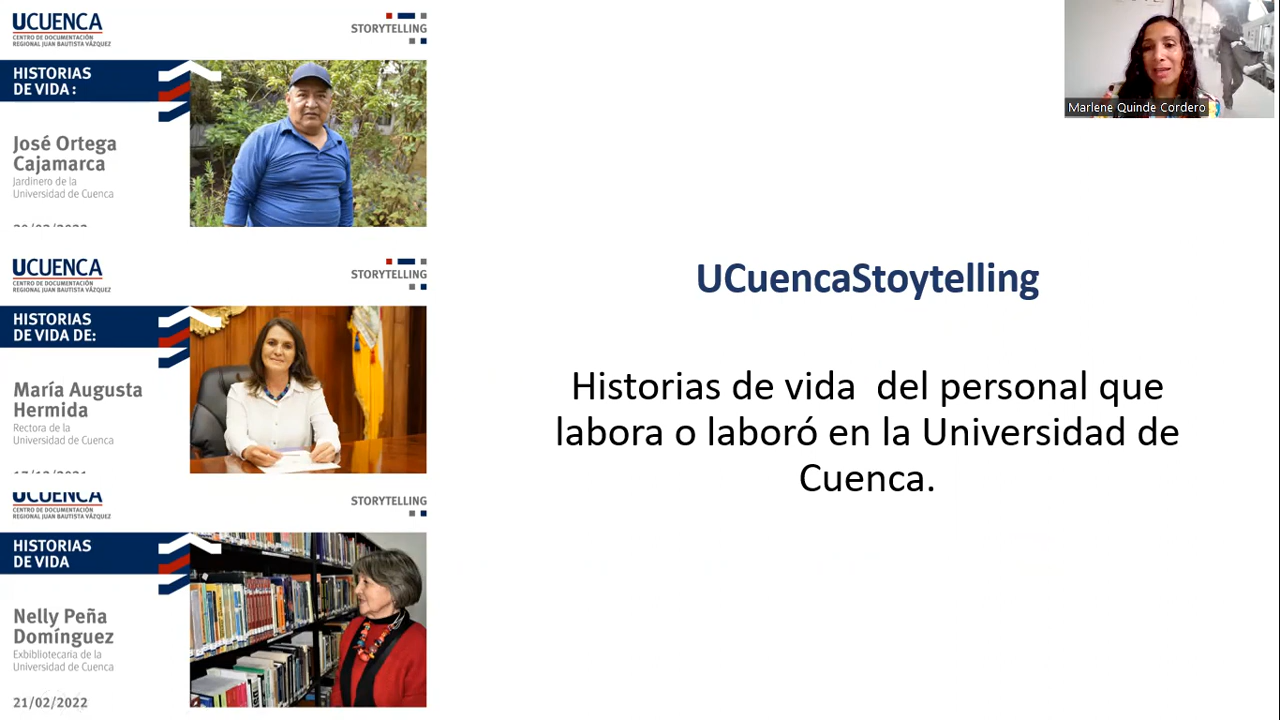 UCUENCA
CENTRO DE DOCUMENTACIÓN
REGIONAL JUAN BAUTISTA VÁZQUEZ
STORYTELLING
HISTORIAS
DE VIDA :
José Ortega
Cajamarca
Jardinero de la
Universidad de Cuenca
UCUENCA
CENTRO DE DOCUMENTACIÓN
REGIONAL JUAN BAUTISTA VÁZQUEZ
STORYTELLING
HISTORIAS
DE VIDA DE:
María Augusta
Hermida
Rectora de la
Universidad de Cuenca
UCUENCA
CENTRO DE DOCUMENTACIÓN
REGIONAL JUAN BAUTISTA VÁZQUEZ
STORYTELLING
HISTORIAS
DE VIDA
Nelly Peña
Domínguez
Exbibliotecaria de la
Universidad de Cuenca
21/02/2022
UCuencaStoytelling
Historias de vida del personal que
labora o laboró en la Universidad de
Cuenca.
Marlene Quinde Cordero